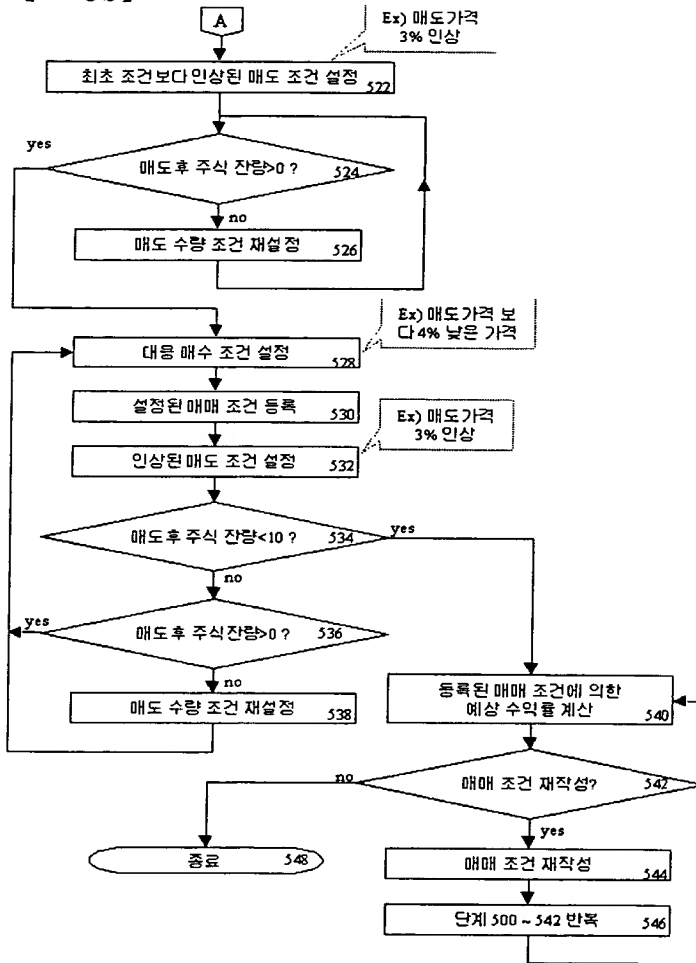 A
Ex) 매도가격
3% 인상
최초 조건보다 인상된 매도 조건 설정 522
yes
매도후 주식 잔량>0 ? 524
no
매도 수량 조건 재설정 526
Ex) 매도가격 보
다 4% 낮은 가격
대응 매수 조건 설정 528
설정된 매매 조건 등록 530
Ex) 매도가격
3% 인상
인상된 매도 조건 설정 532
매도후 주식 잔량<10 ? 534
yes
no
yes
매도후 주식잔량>0 ? 536
no
매도 수량 조건 재설정 538
등록된 매매 조건에 의한
예상 수익률 계산 540
no
매매 조건 재작성? 542
yes
종료 548
매매 조건 재작성 544
단계 500 ~ 542 반복 546